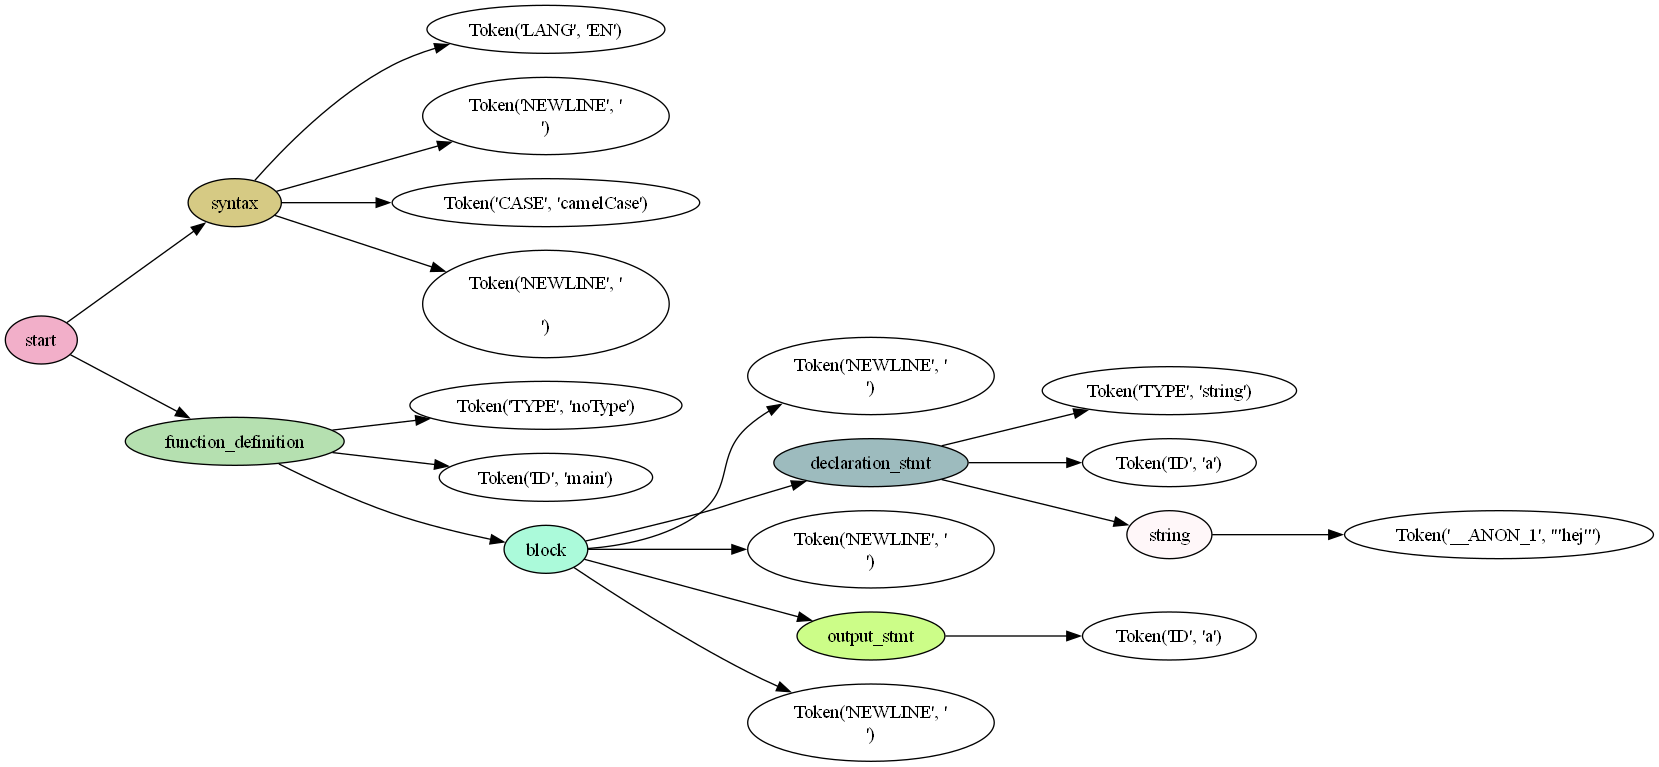 Token('LANG', 'EN')
Token('NEWLINE', '
')
syntax
Token('CASE', 'camelCase')
Token('NEWLINE', '
')
start
function_definition
Token('TYPE', 'noType')
Token('ID', 'main')
block
Token('NEWLINE', '
')
declaration_stmt
Token('TYPE', 'string')
Token('ID', 'a')
string
Token('__ANON_1', "'hej'")
Token('NEWLINE', '
')
output_stmt
Token('ID', 'a')
Token('NEWLINE', '
')